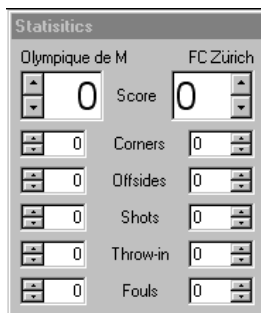 Statisitics
Olympique de M FC Zürich
0 Score 0
0 Corners 0
0 Offsides 0
0 Shots 0
0 Throw-in 0
0 Fouls 0